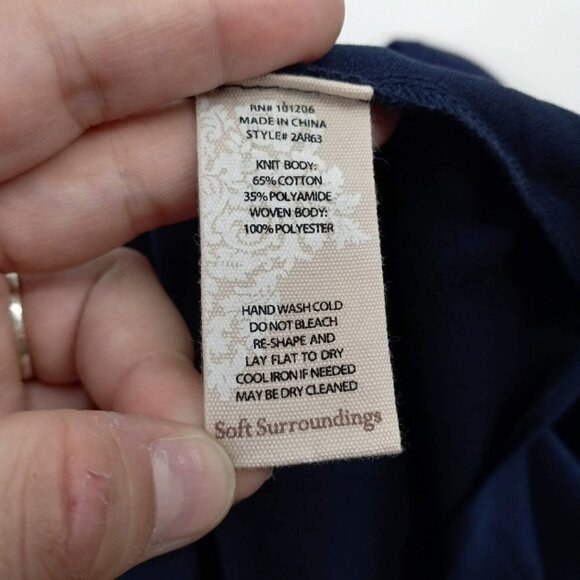 RN# 101206
MADE IN CHINA
STYLE# 2AR63
KNIT BODY:
65% COTTON
35% POLYAMIDE
WOVEN BODY:
100% POLYESTER
HAND WASH COLD
DO NOT BLEACH
RE-SHAPE AND
LAY FLAT TO DRY
COOL IRON IF NEEDED
MAY BE DRY CLEANED
Soft Surroundings